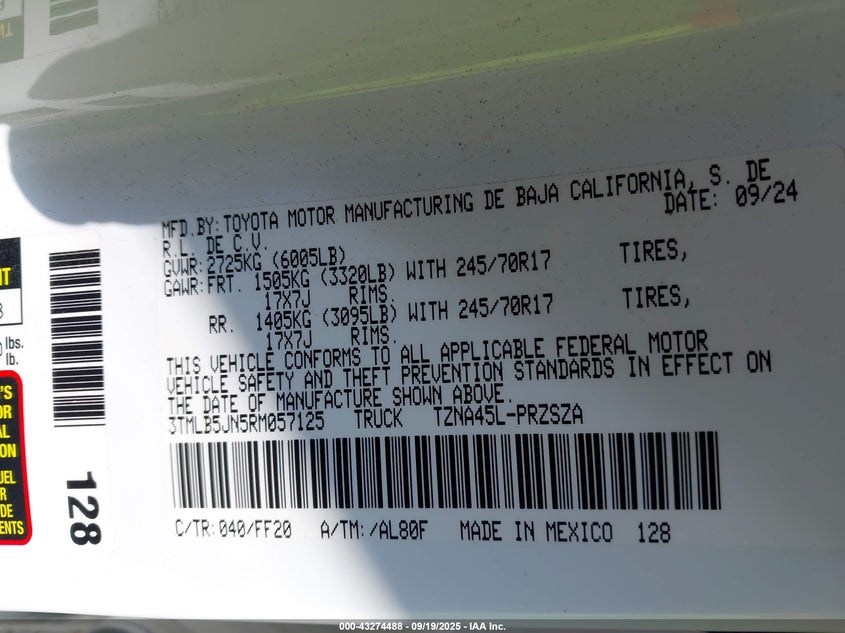 MFD.BY:TOYOTA MOTOR MANUFACTURING DE BAJA CALIFORNIA, S. DE
R.L. DE C.V. DATE: 09/24
GVWR:2725KG (6005LB)
GAWR:FRT. 1505KG (3320LB) WITH 245/70R17 TIRES,
17X7J RIMS.
RR. 1405KG (3095LB) WITH 245/70R17 TIRES,
17X7J RIMS.
THIS VEHICLE CONFORMS TO ALL APPLICABLE FEDERAL MOTOR
VEHICLE SAFETY AND THEFT PREVENTION STANDARDS IN EFFECT ON
THE DATE OF MANUFACTURE SHOWN ABOVE.
3TMLB5JN5RM057125 TRUCK TZNA45L-PRZSZA
C/TR:040/FF20 A/TM:/AL80F MADE IN MEXICO 128
lbs.
lb.
128
000-43274488 - 09/19/2025 - IAA Inc.